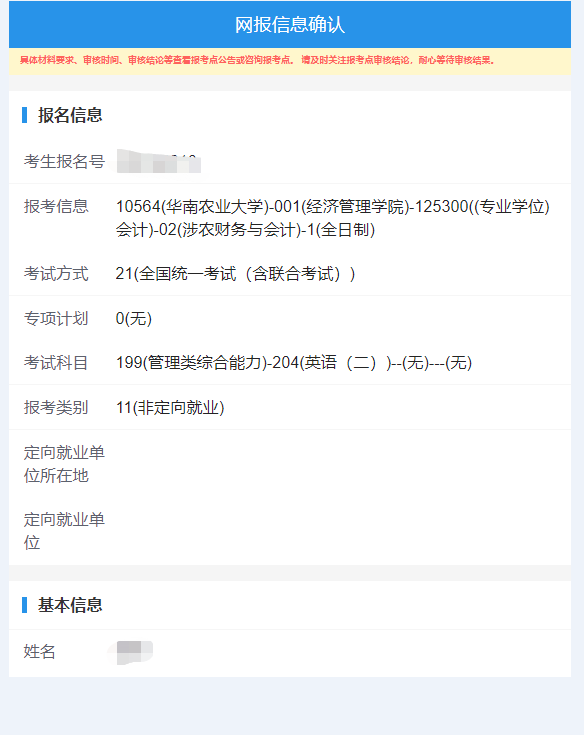 网报信息确认
具体材料要求、审核时间、审核结论等查看报考点公告或咨询报考点。 请及时关注报考点审核结论，耐心等待审核结果。
报名信息
考生报名号
报考信息 10564(华南农业大学)-001(经济管理学院)-125300((专业学位)
会计)-02(涉农财务与会计)-1(全日制)
考试方式 21(全国统一考试（含联合考试）)
专项计划 0(无)
考试科目 199(管理类综合能力)-204(英语（二）)--(无)---(无)
报考类别 11(非定向就业)
定向就业单
位所在地
定向就业单
位
基本信息
姓名